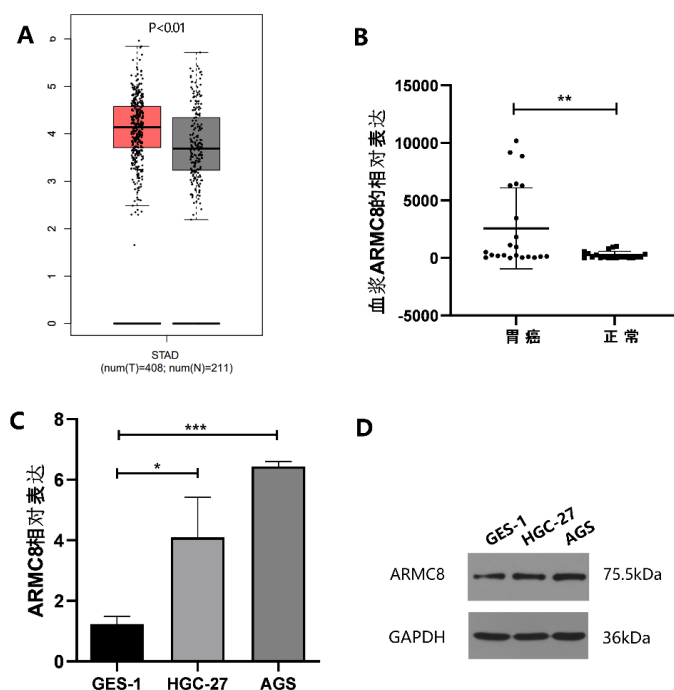 A
P<0.01
6
5
4
3
2
1
0
STAD
(num(T)=408; num(N)=211)
B
血浆ARMC8的相对表达
15000
10000
5000
0
-5000
**
胃癌
正常
C
ARMC8相对表达
8
6
4
2
0
***
*
GES-1
HGC-27
AGS
D
GES-1
HGC-27
AGS
ARMC8
75.5kDa
GAPDH
36kDa